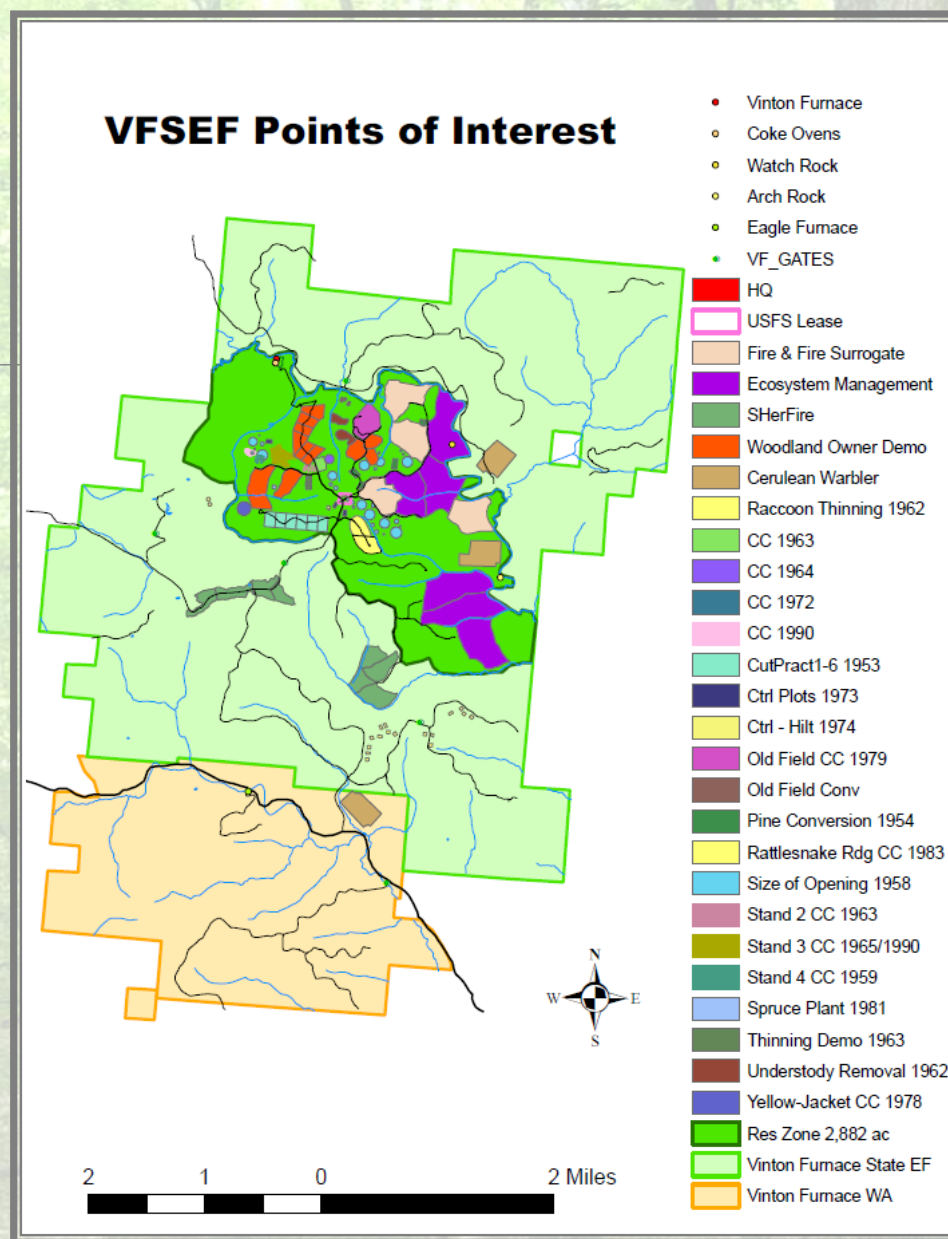 VFSEF Points of Interest
Vinton Furnace
Coke Ovens
Watch Rock
Arch Rock
Eagle Furnace
VF_GATES
HQ
USFS Lease
Fire & Fire Surrogate
Ecosystem Management
SHerFire
Woodland Owner Demo
Cerulean Warbler
Raccoon Thinning 1962
CC 1963
CC 1964
CC 1972
CC 1990
CutPract1-6 1953
Ctrl Plots 1973
Ctrl - Hilt 1974
Old Field CC 1979
Old Field Conv
Pine Conversion 1954
Rattlesnake Rdg CC 1983
Size of Opening 1958
Stand 2 CC 1963
Stand 3 CC 1965/1990
Stand 4 CC 1959
Spruce Plant 1981
Thinning Demo 1963
Understody Removal 1962
Yellow-Jacket CC 1978
Res Zone 2,882 ac
Vinton Furnace State EF
Vinton Furnace WA
N
W E
S
2 1 0 2 Miles